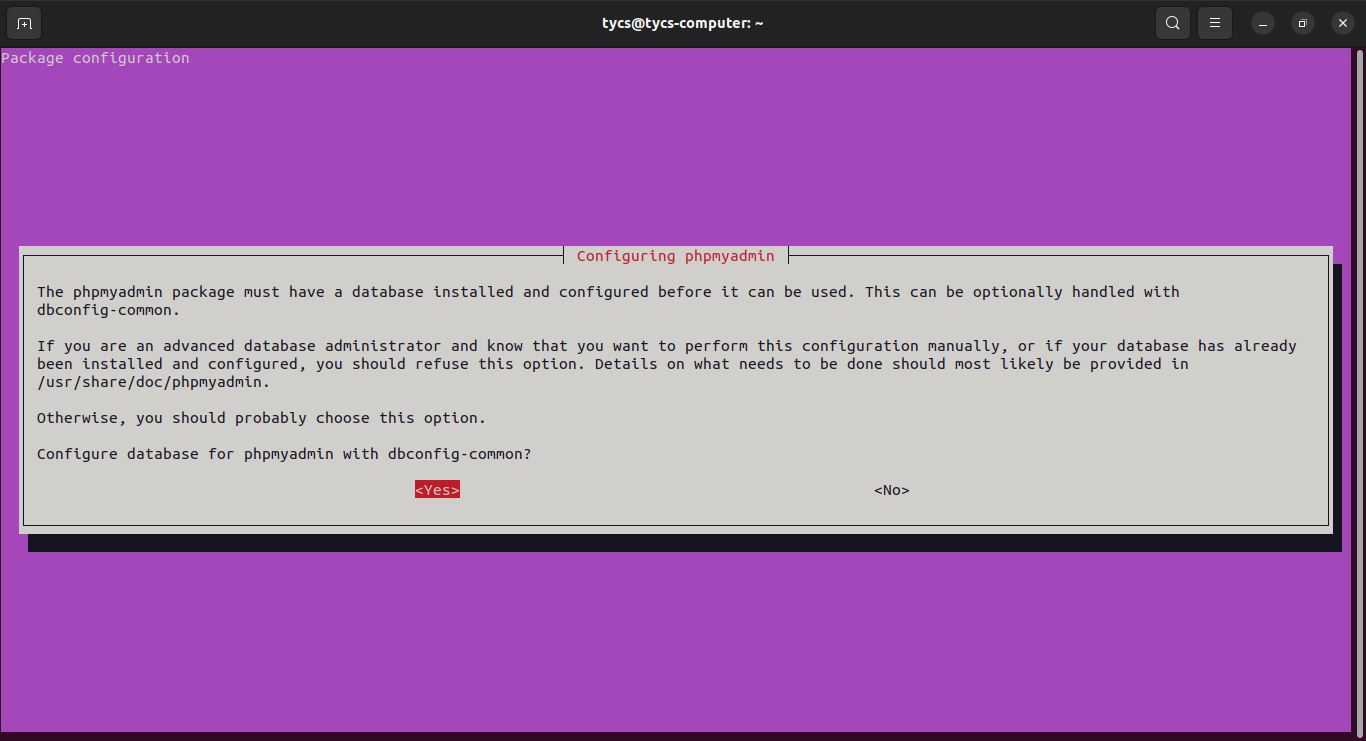 tycs@tycs-computer: ~
Package configuration
Configuring phpmyadmin
The phpmyadmin package must have a database installed and configured before it can be used. This can be optionally handled with
dbconfig-common.
If you are an advanced database administrator and know that you want to perform this configuration manually, or if your database has already
been installed and configured, you should refuse this option. Details on what needs to be done should most likely be provided in
/usr/share/doc/phpmyadmin.
Otherwise, you should probably choose this option.
Configure database for phpmyadmin with dbconfig-common?
<Yes> <No>